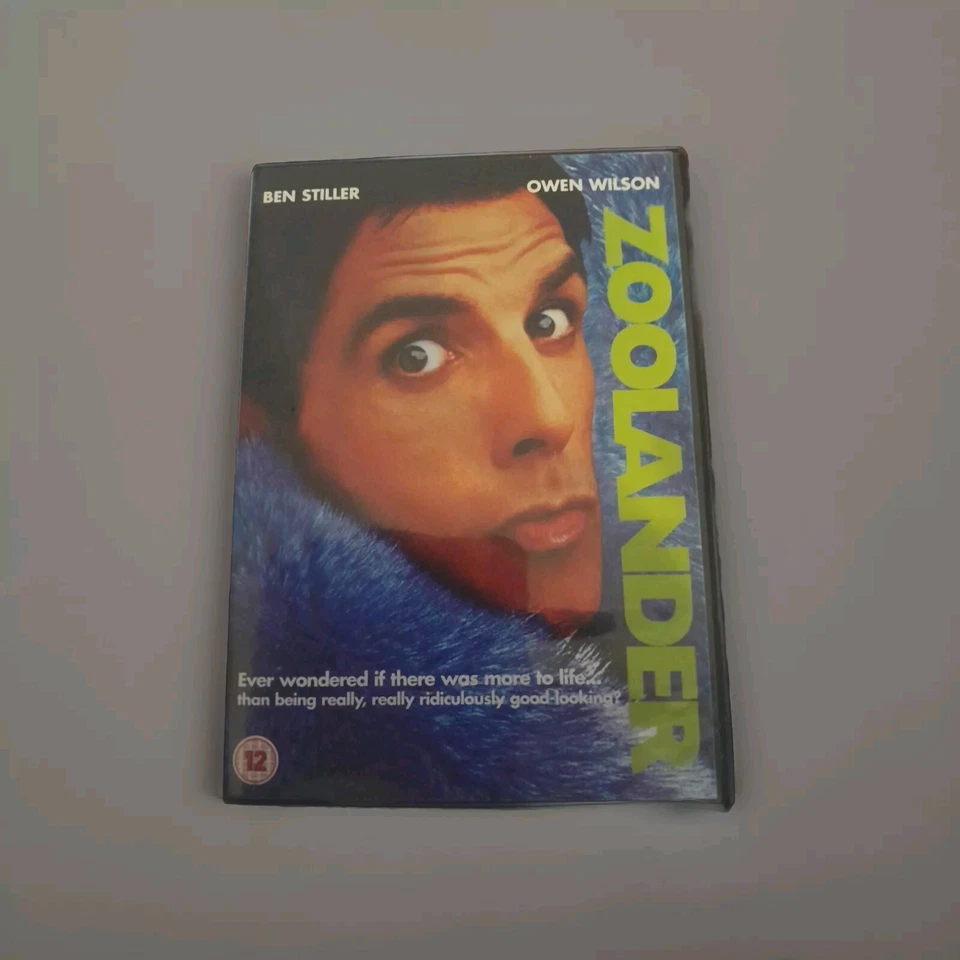 BEN STILLER
OWEN WILSON
ZOOLANDER
Ever wondered if there was more to life...
than being really, really ridiculously good-looking?
12